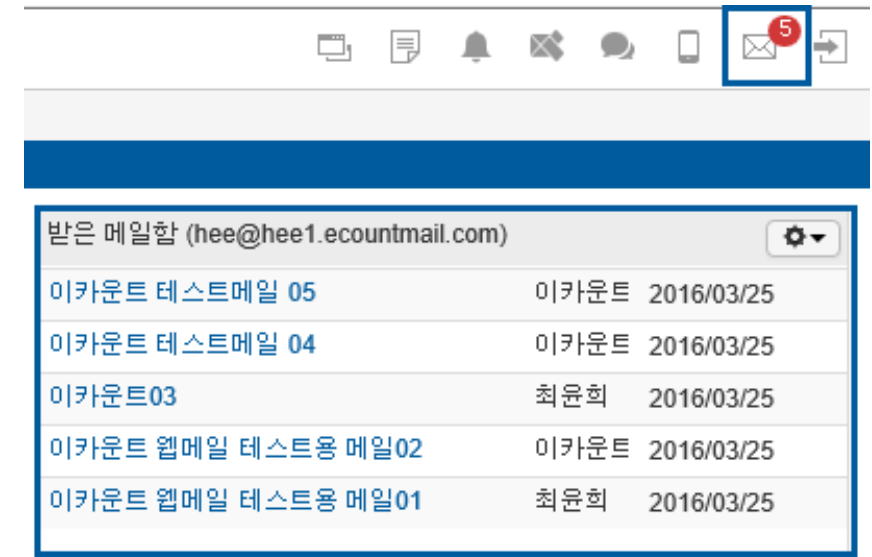 5
받은 메일함 (hee@hee1.ecountmail.com)
이카운트 테스트메일 05 이카운트 2016/03/25
이카운트 테스트메일 04 이카운트 2016/03/25
이카운트03 최윤희 2016/03/25
이카운트 웹메일 테스트용 메일02 이카운트 2016/03/25
이카운트 웹메일 테스트용 메일01 최윤희 2016/03/25